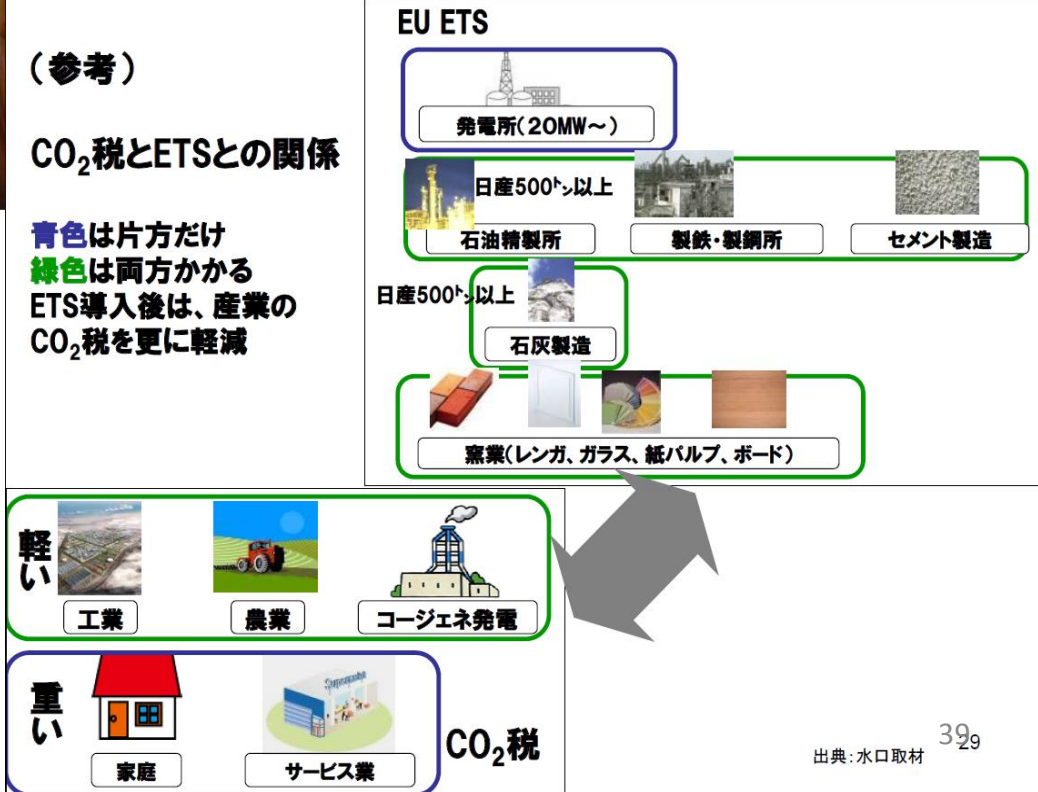 （参考）
CO₂税とETSとの関係
青色は片方だけ
緑色は両方かかる
ETS導入後は、産業の
CO₂税を更に軽減
EU ETS
発電所（20MW～）
日産500㌧以上
石油精製所
製鉄・製鋼所
セメント製造
日産500㌧以上
石灰製造
窯業（レンガ、ガラス、紙パルプ、ボード）
軽い
工業
農業
コージェネ発電
重い
家庭
Supermarket
サービス業
CO₂税
出典：水口取材
39
29